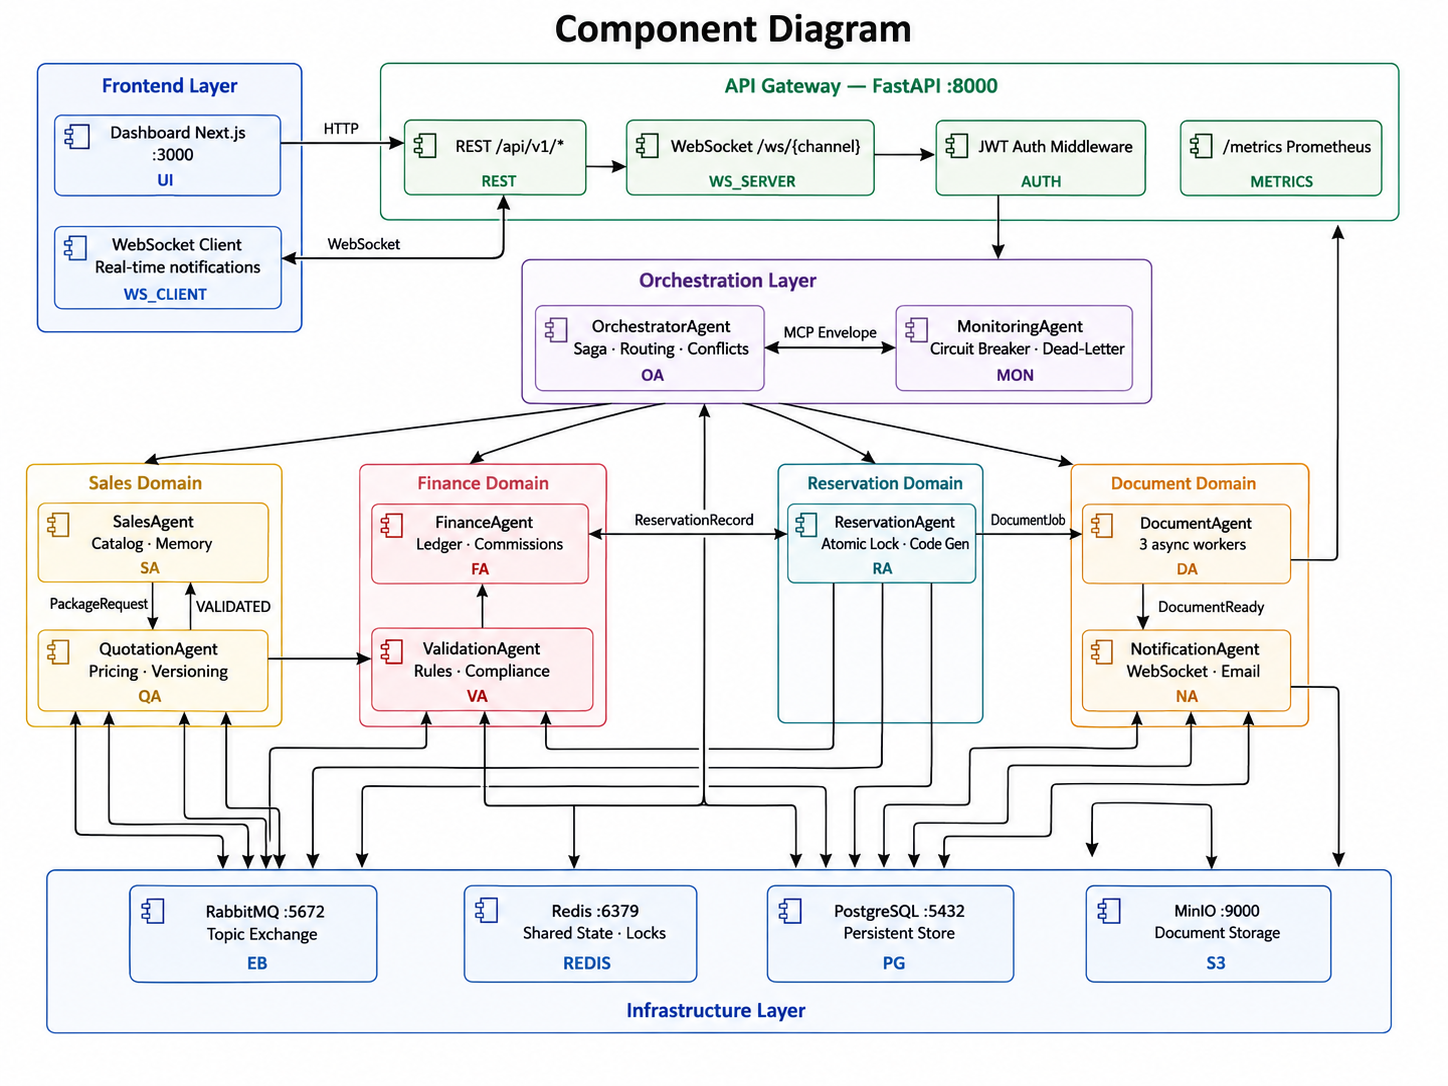 Component Diagram
Frontend Layer
Dashboard Next.js
:3000
UI
HTTP
WebSocket Client
Real-time notifications
WS_CLIENT
WebSocket
API Gateway — FastAPI :8000
REST /api/v1/*
REST
WebSocket /ws/{channel}
WS_SERVER
JWT Auth Middleware
AUTH
/metrics Prometheus
METRICS
Orchestration Layer
OrchestratorAgent
Saga · Routing · Conflicts
OA
MCP Envelope
MonitoringAgent
Circuit Breaker · Dead-Letter
MON
Sales Domain
SalesAgent
Catalog · Memory
SA
PackageRequest
VALIDATED
QuotationAgent
Pricing · Versioning
QA
Finance Domain
FinanceAgent
Ledger · Commissions
FA
ValidationAgent
Rules · Compliance
VA
ReservationRecord
Reservation Domain
ReservationAgent
Atomic Lock · Code Gen
RA
DocumentJob
Document Domain
DocumentAgent
3 async workers
DA
DocumentReady
NotificationAgent
WebSocket · Email
NA
RabbitMQ :5672
Topic Exchange
EB
Redis :6379
Shared State · Locks
REDIS
PostgreSQL :5432
Persistent Store
PG
MinIO :9000
Document Storage
S3
Infrastructure Layer